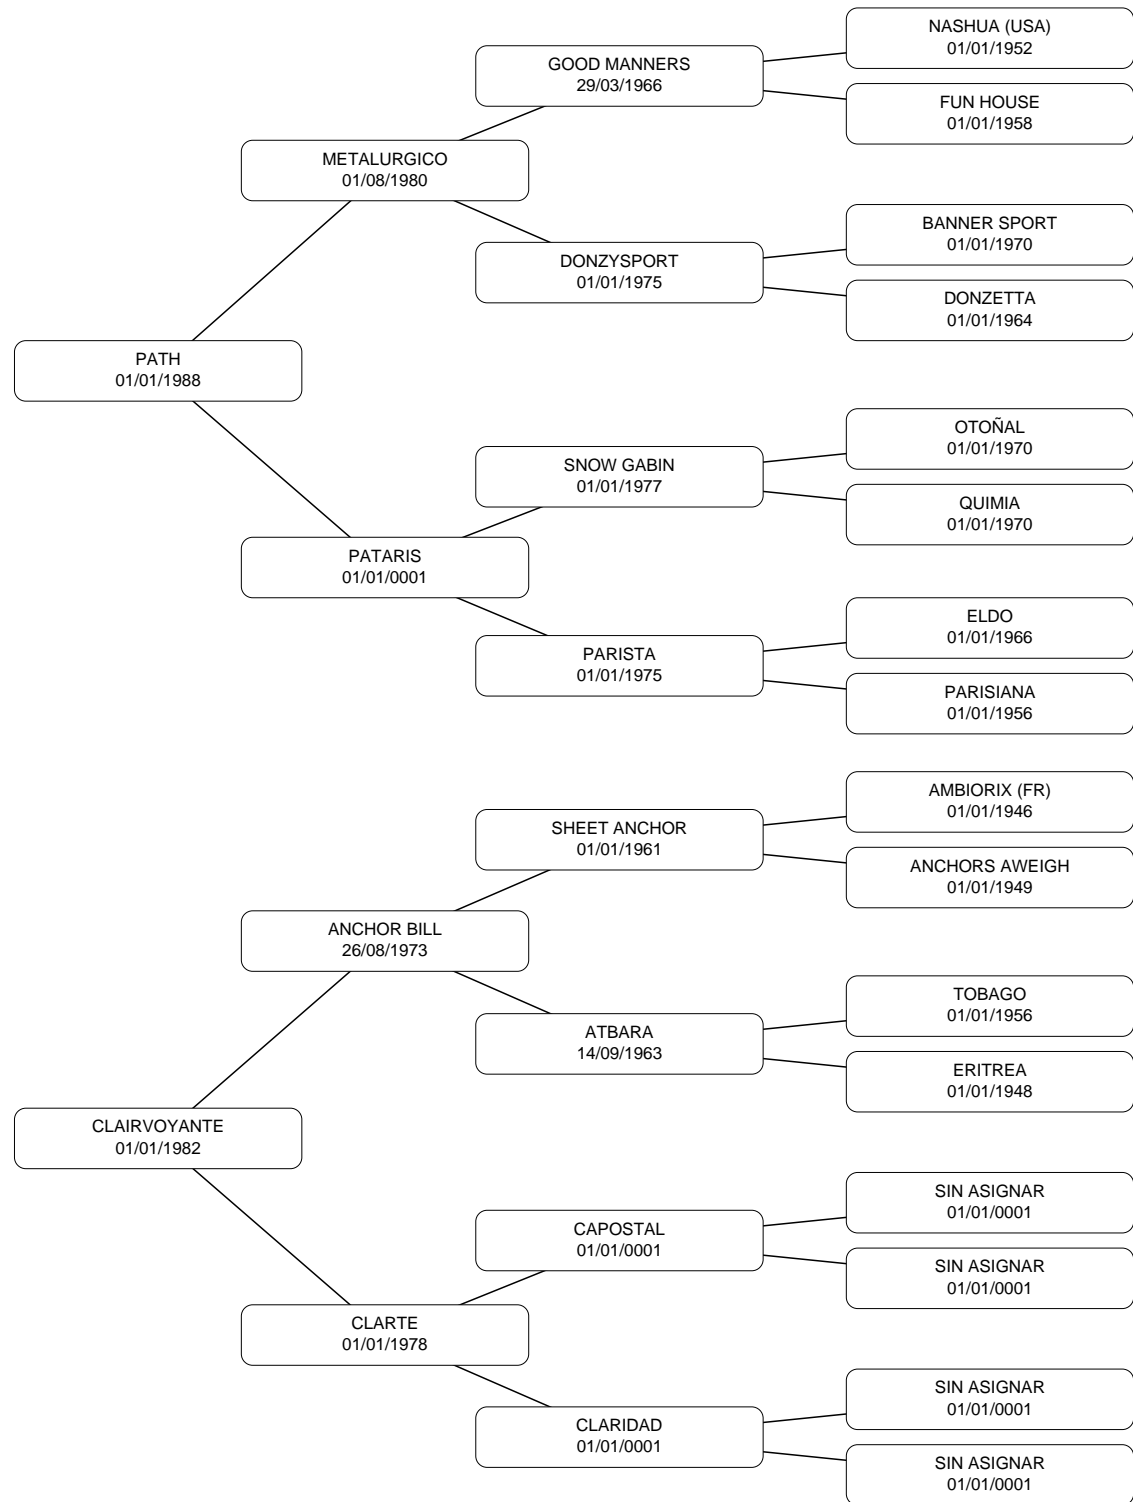 NASHUA (USA)
01/01/1952
GOOD MANNERS
29/03/1966
FUN HOUSE
01/01/1958
METALURGICO
01/08/1980
BANNER SPORT
01/01/1970
DONZYSPORT
01/01/1975
DONZETTA
01/01/1964
PATH
01/01/1988
OTOÑAL
01/01/1970
SNOW GABIN
01/01/1977
QUIMIA
01/01/1970
PATARIS
01/01/0001
ELDO
01/01/1966
PARISTA
01/01/1975
PARISIANA
01/01/1956
AMBIORIX (FR)
01/01/1946
SHEET ANCHOR
01/01/1961
ANCHORS AWEIGH
01/01/1949
ANCHOR BILL
26/08/1973
TOBAGO
01/01/1956
ATBARA
14/09/1963
ERITREA
01/01/1948
CLAIRVOYANTE
01/01/1982
SIN ASIGNAR
01/01/0001
CAPOSTAL
01/01/0001
SIN ASIGNAR
01/01/0001
CLARTE
01/01/1978
SIN ASIGNAR
01/01/0001
CLARIDAD
01/01/0001
SIN ASIGNAR
01/01/0001